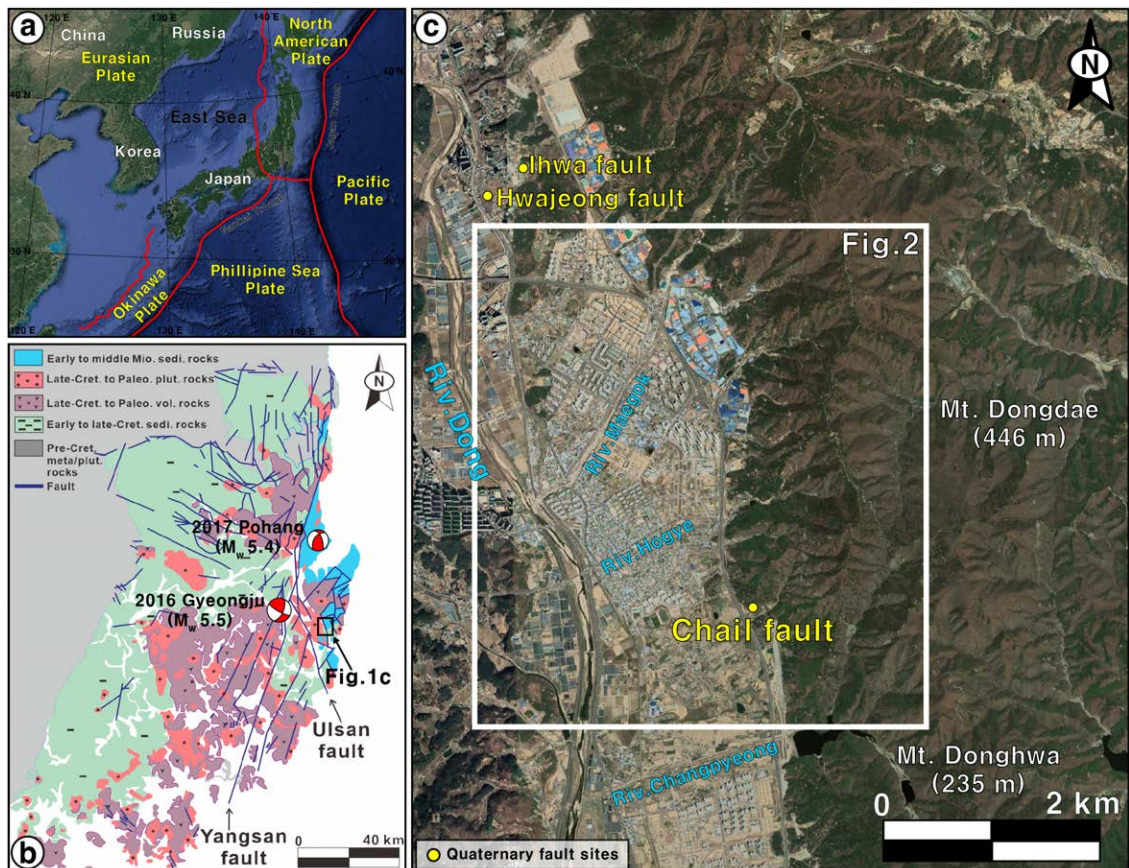 a
120 E
130 E
140 E
China
Russia
North
American
Plate
Eurasian
Plate
40 N
40 N
East Sea
Korea
Japan
Pacific
Plate
30 N
30 N
Phillipine Sea
Plate
Okinawa
Plate
120 E
130 E
140 E
b
Early to middle Mio. sedi. rocks
Late-Cret. to Paleo. plut. rocks
Late-Cret. to Paleo. vol. rocks
Early to late-Cret. sedi. rocks
Pre-Cret.
meta/plut.
rocks
Fault
N
2017 Pohang
(Mw 5.4)
2016 Gyeongju
(Mw 5.5)
Fig.1c
Ulsan
fault
Yangsan
fault
0 40 km
c
N
Ihwa fault
Hwajeong fault
Fig.2
Riv.Dong
Riv.Maegok
Mt. Dongdae
(446 m)
Riv.Hogye
Chail fault
Riv.Changpyeong
Mt. Donghwa
(235 m)
0 2 km
Quaternary fault sites